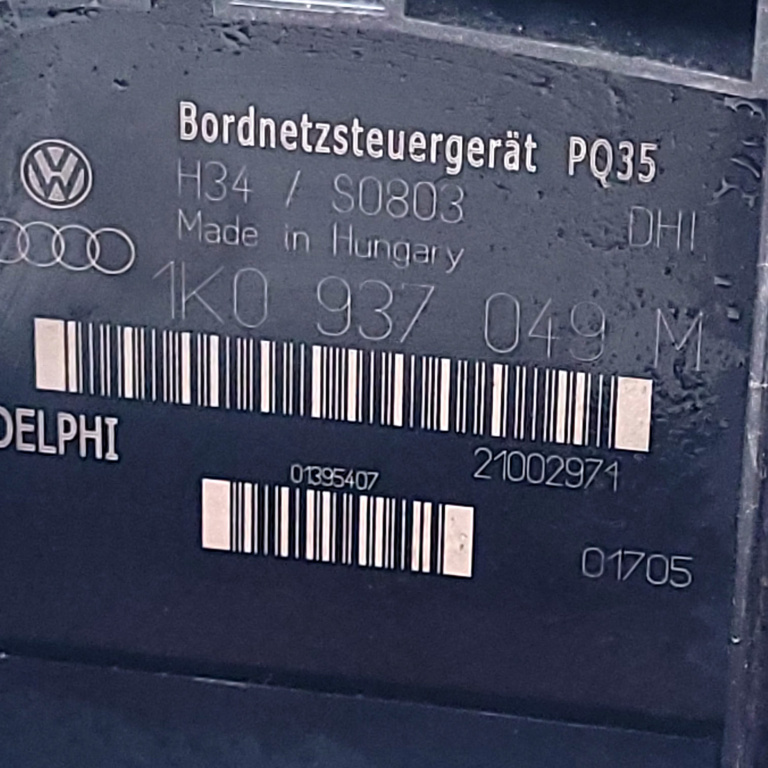 Bordnetzsteuergerät PQ35
H34 / S0803
DHI
Made in Hungary
1K0 937 049 M
DELPHI
21002971
01395407
01705